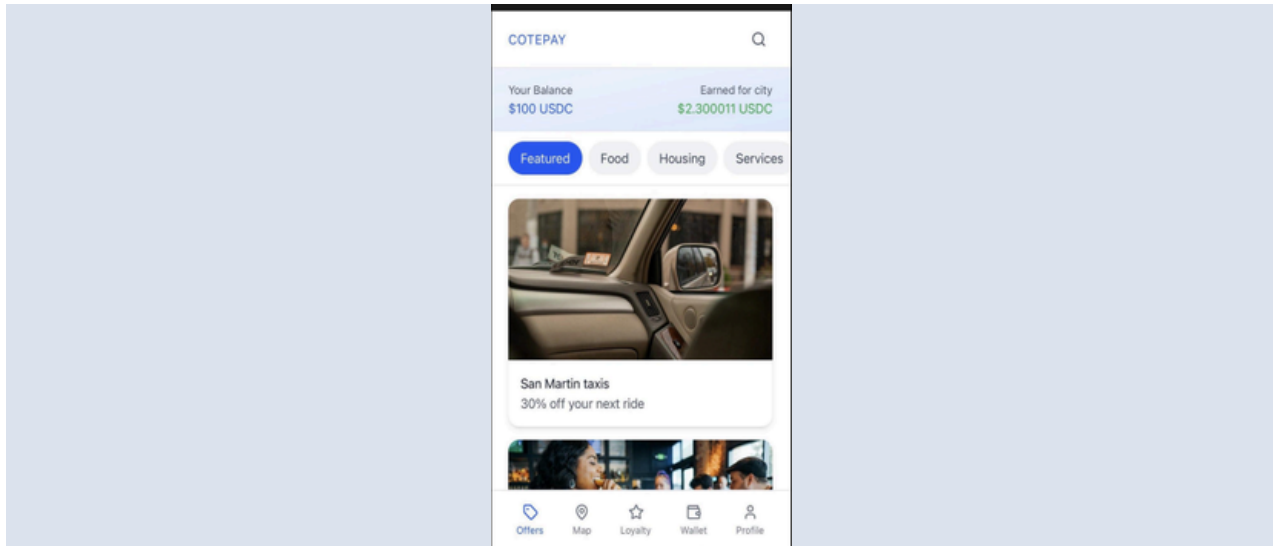 COTEPAY
Your Balance
Earned for city
$100 USDC
$2.300011 USDC
Featured
Food
Housing
Services
San Martin taxis
30% off your next ride
Offers
Map
Loyalty
Wallet
Profile